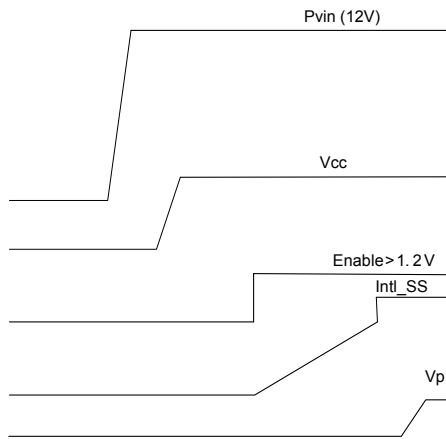 Pvin (12V)
Vcc
Enable>1.2V
Intl_SS
Vp